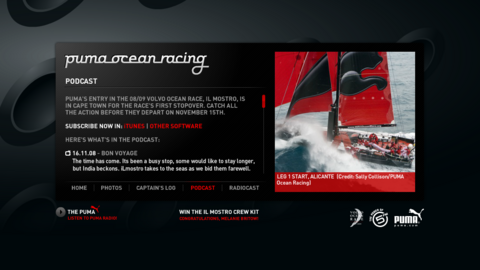 puma ocean racing
PODCAST
PUMA'S ENTRY IN THE 08/09 VOLVO OCEAN RACE, IL MOSTRO, IS
IN CAPE TOWN FOR THE RACE'S FIRST STOPOVER. CATCH ALL
THE ACTION BEFORE THEY DEPART ON NOVEMBER 15TH.
SUBSCRIBE NOW IN: ITUNES | OTHER SOFTWARE
HERE'S WHAT'S IN THE PODCAST:
16.11.08 - BON VOYAGE
The time has come. Its been a busy stop, some would like to stay longer,
but India beckons. ilMostro takes to the seas as we bid them farewell.
LEG 1 START, ALICANTE (Credit: Sally Collison/PUMA
Ocean Racing)
HOME PHOTOS CAPTAIN'S LOG PODCAST RADIOCAST
THE PUMA
LISTEN TO PUMA RADIO
WIN THE IL MOSTRO CREW KIT
CONGRATULATIONS,
PUMA
puma.com